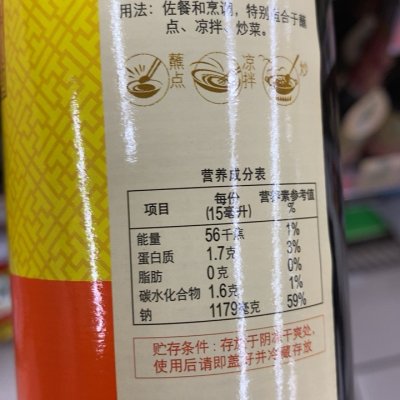 用法：佐餐和烹调，特别适合于蘸
点、凉拌、炒菜。
蘸点 凉拌 炒
营养成分表
项目 每份(15毫升) 营养素参考值%
能量 56千焦 1%
蛋白质 1.7克 3%
脂肪 0克 0%
碳水化合物 1.6克 1%
钠 1179毫克 59%
贮存条件：存放于阴凉干爽处，
使用后请即盖好并冷藏存放